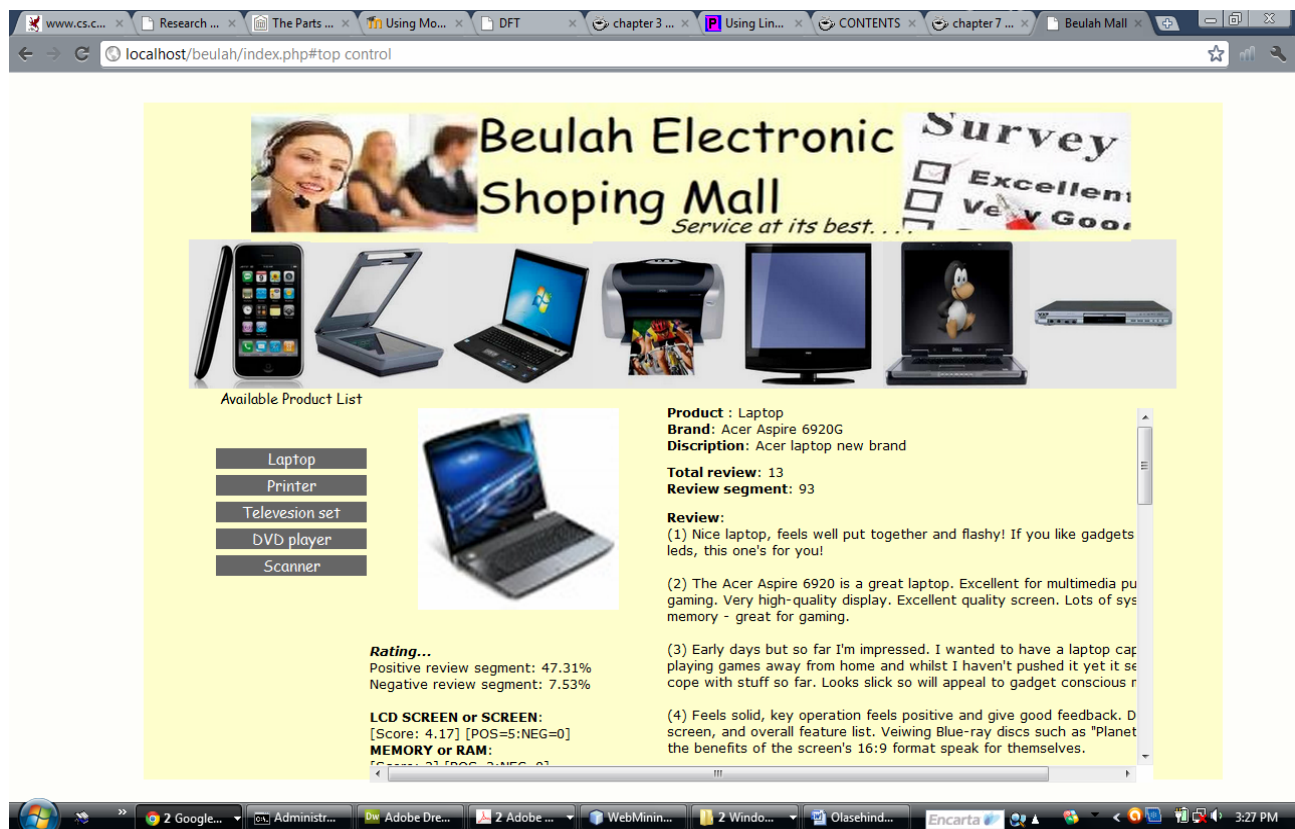 www.cs.c...
Research ...
The Parts ...
Using Mo...
DFT
chapter 3 ...
Using Lin...
CONTENTS
chapter 7 ...
Beulah Mall
localhost/beulah/index.php#top control
Beulah Electronic
Shoping Mall
Service at its best. . . .
Survey
Excellent
Very Good
Available Product List
Laptop
Printer
Televesion set
DVD player
Scanner
Product : Laptop
Brand: Acer Aspire 6920G
Discription: Acer laptop new brand
Total review: 13
Review segment: 93
Review:
(1) Nice laptop, feels well put together and flashy! If you like gadgets
leds, this one's for you!
(2) The Acer Aspire 6920 is a great laptop. Excellent for multimedia pu
gaming. Very high-quality display. Excellent quality screen. Lots of sys
memory - great for gaming.
(3) Early days but so far I'm impressed. I wanted to have a laptop cap
playing games away from home and whilst I haven't pushed it yet it se
cope with stuff so far. Looks slick so will appeal to gadget conscious
(4) Feels solid, key operation feels positive and give good feedback. D
screen, and overall feature list. Veiwing Blue-ray discs such as "Planet
the benefits of the screen's 16:9 format speak for themselves.
Rating...
Positive review segment: 47.31%
Negative review segment: 7.53%
LCD SCREEN or SCREEN:
[Score: 4.17] [POS=5:NEG=0]
MEMORY or RAM:
2 Google...
Administr...
Adobe Dre...
2 Adobe ...
WebMinin...
2 Windo...
Olasehind...
Encarta
3:27 PM